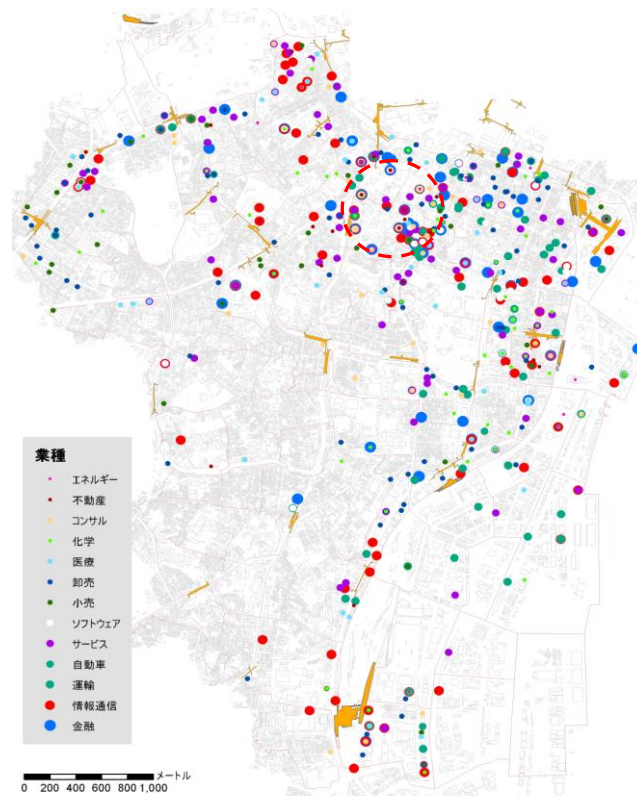 業種
エネルギー
不動産
コンサル
化学
医療
卸売
小売
ソフトウェア
サービス
自動車
運輸
情報通信
金融
メートル
0 200 400 600 800 1,000